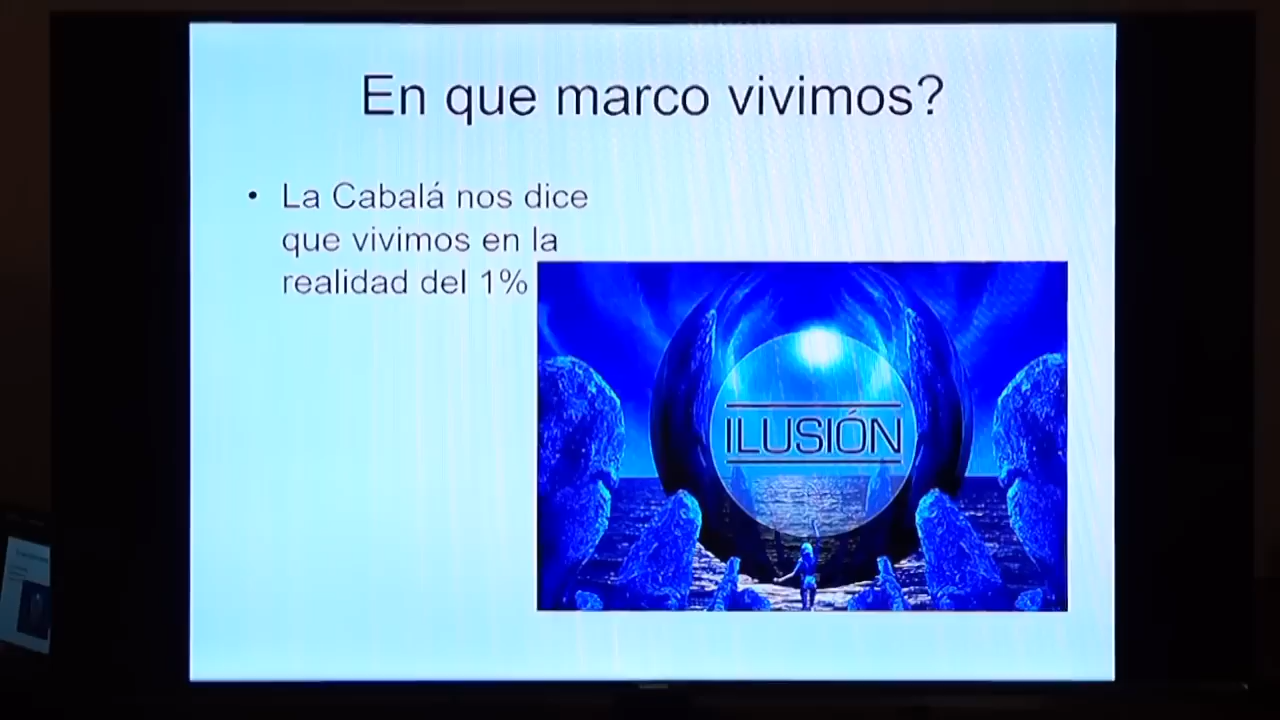 En que marco vivimos?
• La Cabalá nos dice
que vivimos en la
realidad del 1%
ILUSIÓN